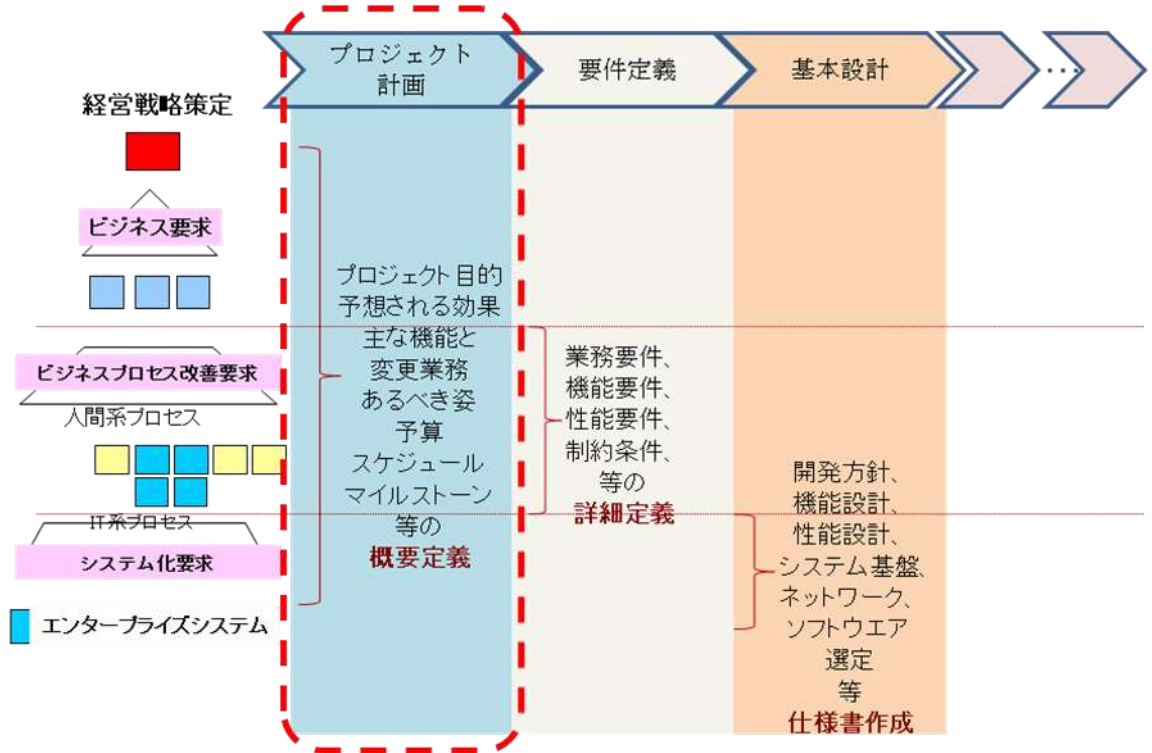 プロジェクト
計画
要件定義
基本設計
・・・
経営戦略策定
ビジネス要求
ビジネスプロセス改善要求
人間系プロセス
IT系プロセス
システム化要求
エンタープライズシステム
プロジェクト目的
予想される効果
主な機能と
変更業務
あるべき姿
予算
スケジュール
マイルストーン
等の
概要定義
業務要件、
機能要件、
性能要件、
制約条件、
等の
詳細定義
開発方針、
機能設計、
性能設計、
システム基盤、
ネットワーク、
ソフトウエア
選定
等
仕様書作成